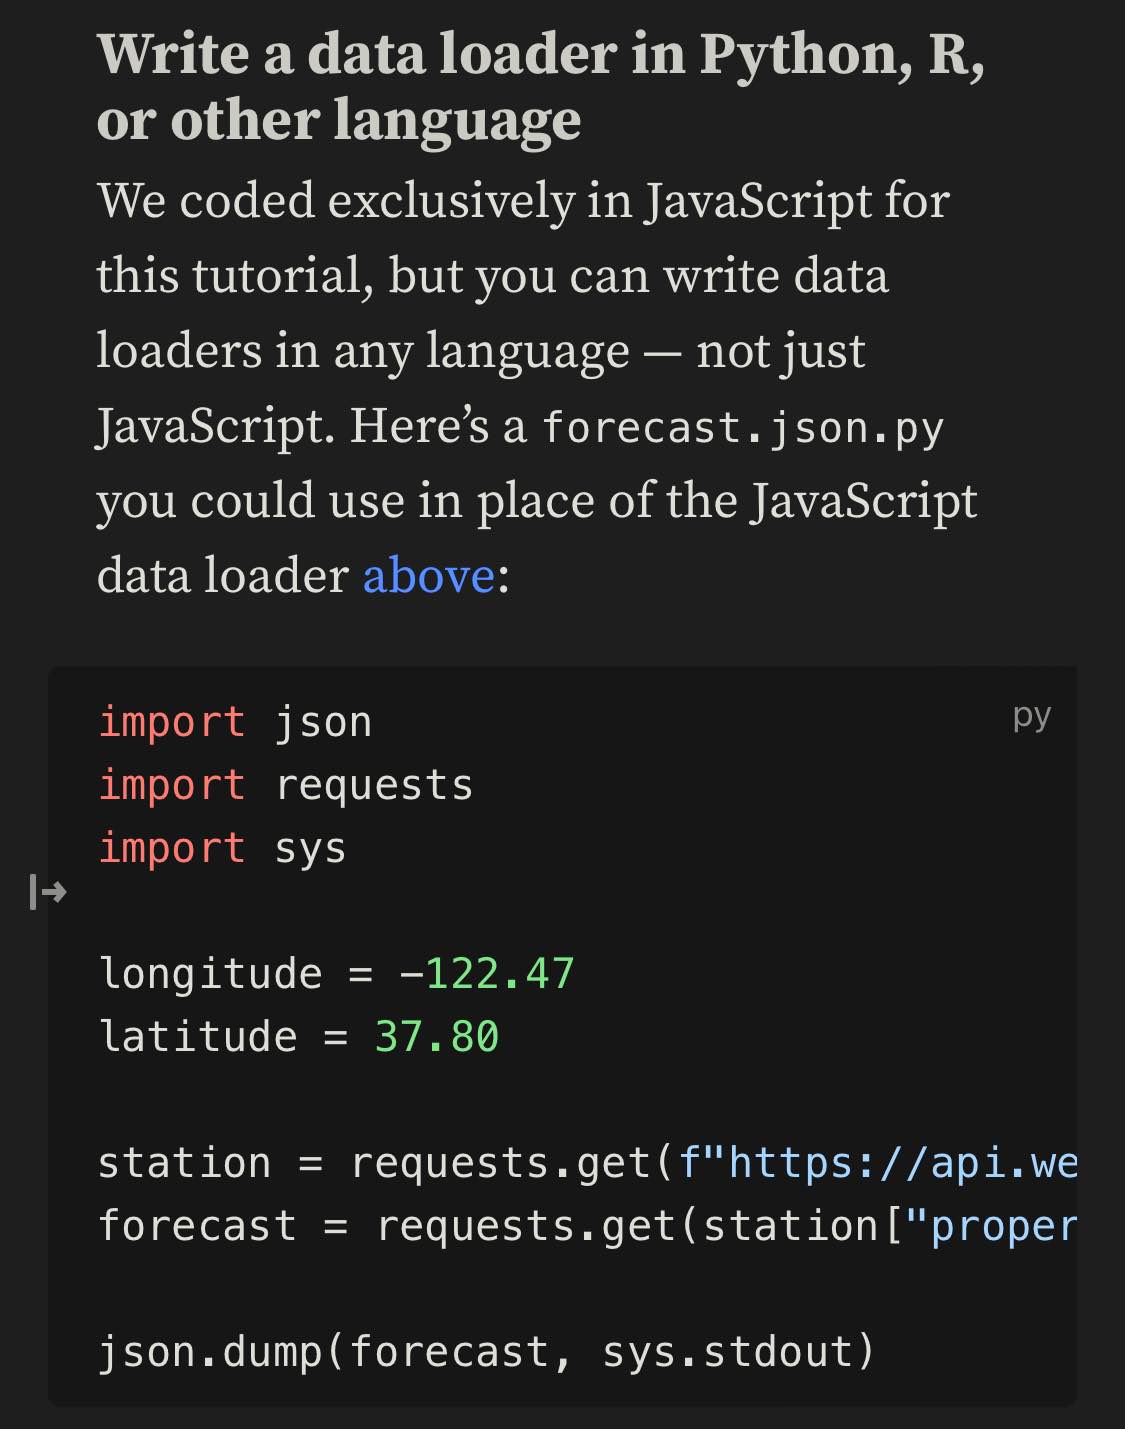 Write a data loader in Python, R,
or other language
We coded exclusively in JavaScript for
this tutorial, but you can write data
loaders in any language — not just
JavaScript. Here’s a forecast.json.py
you could use in place of the JavaScript
data loader above:
py
import json
import requests
import sys
longitude = -122.47
latitude = 37.80
station = requests.get(f"https://api.we
forecast = requests.get(station["proper
json.dump(forecast, sys.stdout)